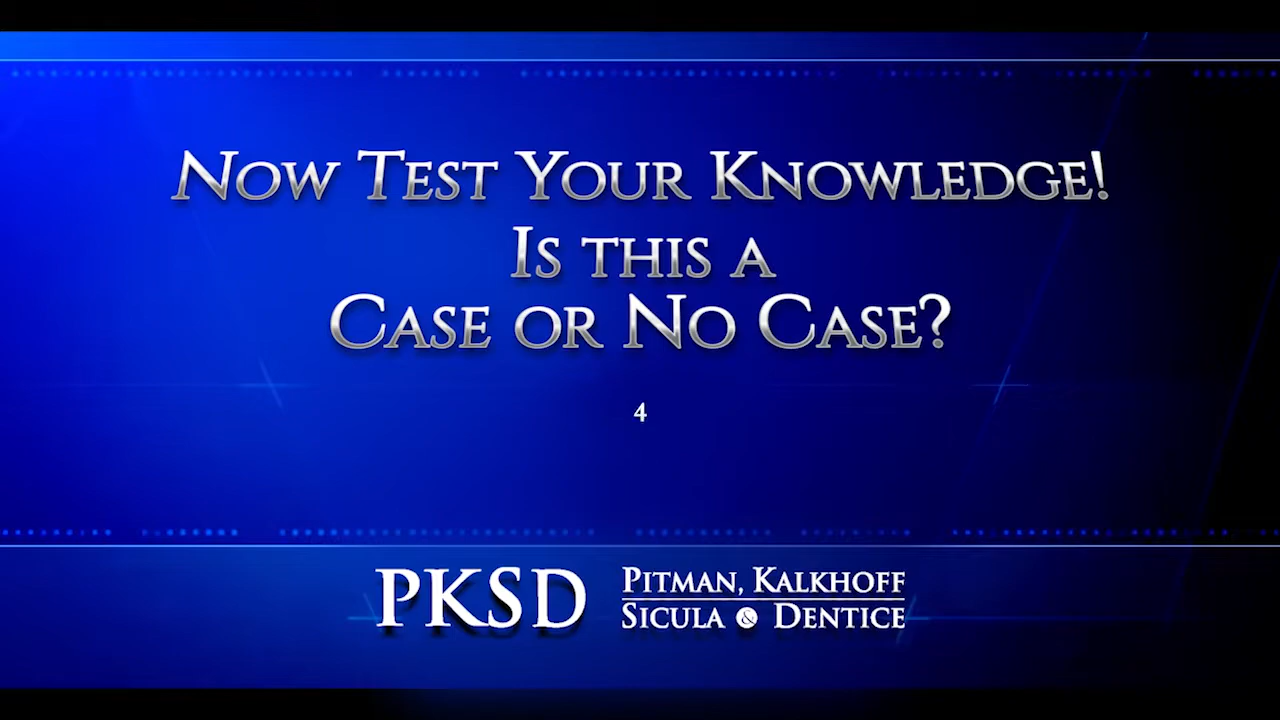 Now Test Your Knowledge!
Is this a
Case or No Case?
4
PKSD
Pitman, Kalkhoff
Sicula & Dentice